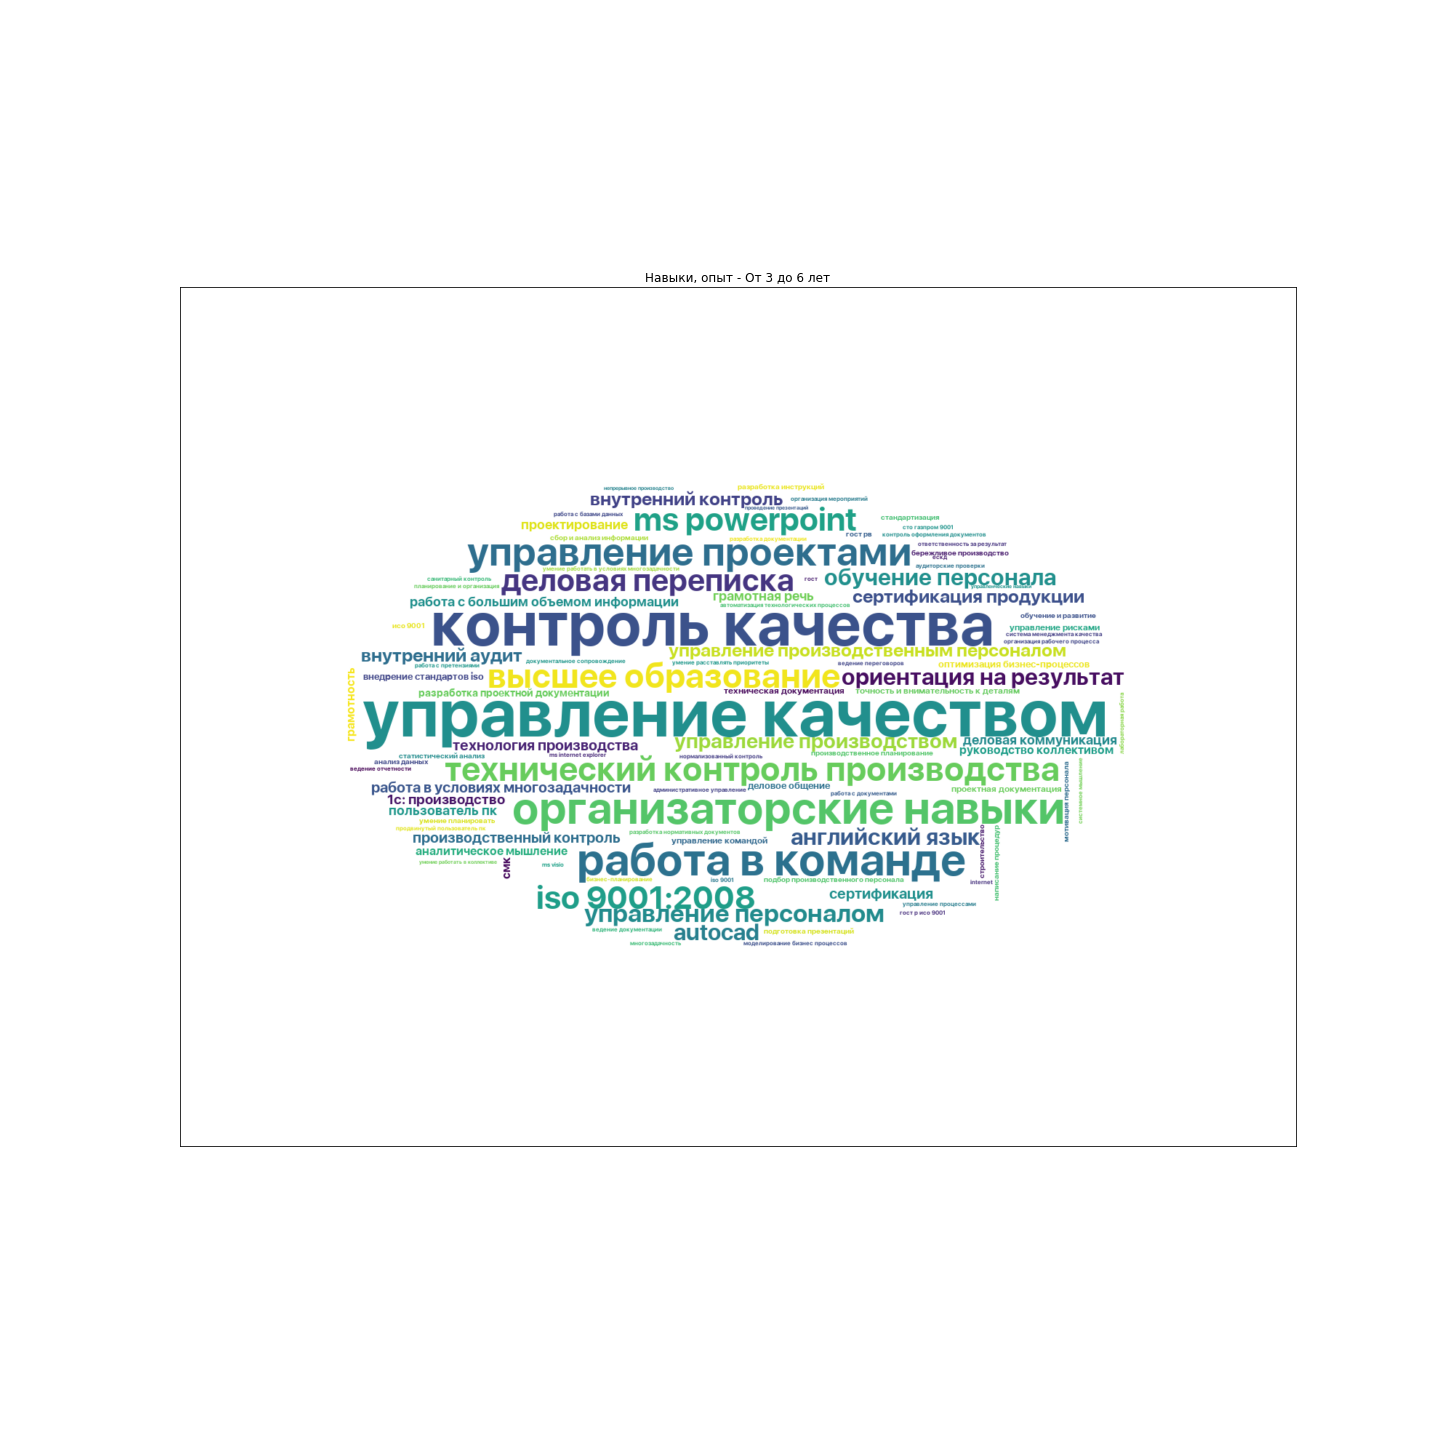 Навыки, опыт - От 3 до 6 лет
непрерывное производство
разработка инструкций
внутренний контроль
организация мероприятий
проведение презентаций
работа с базами данных
ms powerpoint
стандартизация
проектирование
сто газпром 9001
гост рв
контроль оформления документов
сбор и анализ информации
разработка документации
управление проектами
ответственность за результат
бережливое производство
ескд
аудиторские проверки
умение работать в условиях многозадачности
санитарный контроль
планирование и организация
деловая переписка
гост
обучение персонала
грамотная речь
сертификация продукции
работа с большим объемом информации
автоматизация технологических процессов
контроль качества
обучение и развитие
исо 9001
управление рисками
система менеджмента качества
организация рабочего процесса
управление производственным персоналом
внутренний аудит
документальное сопровождение
умение расставлять приоритеты
ведение переговоров
оптимизация бизнес-процессов
работа с претензиями
внедрение стандартов iso
высшее образование
ориентация на результат
грамотность
разработка проектной документации
техническая документация
точность и внимательность к деталям
управление качеством
лабораторная работа
технология производства
управление производством
деловая коммуникация
руководство коллективом
статистический анализ
ms internet explorer
нормализованный контроль
производственное планирование
анализ данных
ведение отчетности
технический контроль производства
мотивация персонала
системное мышление
работа в условиях многозадачности
административное управление
деловое общение
работа с документами
проектная документация
1с: производство
пользователь пк
организаторские навыки
умение планировать
продвинутый пользователь пк
разработка нормативных документов
производственный контроль
управление командой
английский язык
строительство
написание процедур
аналитическое мышление
умение работать в коллективе
смк
ms visio
работа в команде
бизнес-планирование
iso 9001
подбор производственного персонала
internet
iso 9001:2008
сертификация
управление процессами
управление персоналом
гост р исо 9001
ведение документации
autocad
подготовка презентаций
многозадачность
моделирование бизнес процессов